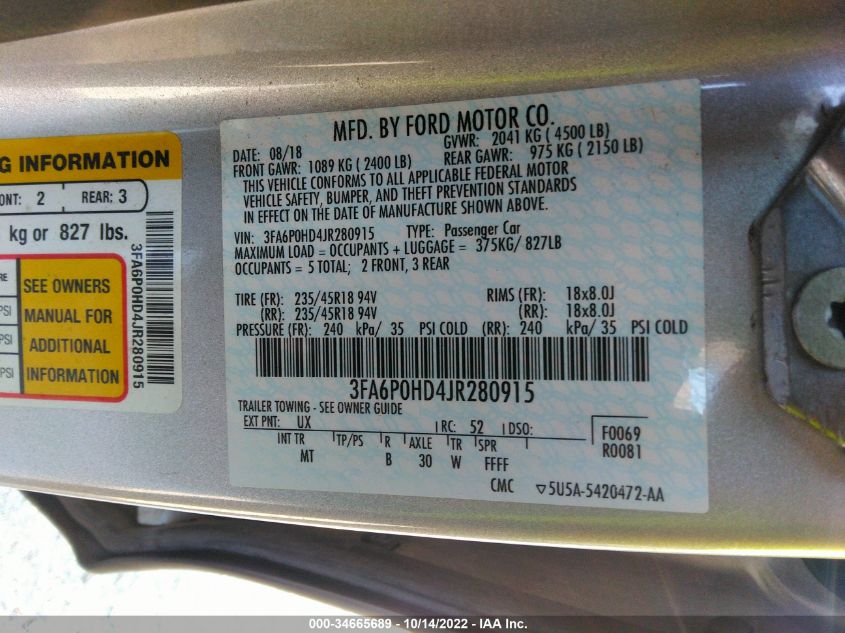 G INFORMATION
ONT: 2 REAR: 3
kg or 827 lbs.
RE
PSI
PSI
PSI
SEE OWNERS
MANUAL FOR
ADDITIONAL
INFORMATION
3FA6P0HD4JR280915
MFD. BY FORD MOTOR CO.
DATE: 08/18 GVWR: 2041 KG ( 4500 LB)
FRONT GAWR: 1089 KG ( 2400 LB) REAR GAWR: 975 KG ( 2150 LB)
THIS VEHICLE CONFORMS TO ALL APPLICABLE FEDERAL MOTOR
VEHICLE SAFETY, BUMPER, AND THEFT PREVENTION STANDARDS
IN EFFECT ON THE DATE OF MANUFACTURE SHOWN ABOVE.
VIN: 3FA6P0HD4JR280915 TYPE: Passenger Car
MAXIMUM LOAD = OCCUPANTS + LUGGAGE = 375KG/ 827LB
OCCUPANTS = 5 TOTAL; 2 FRONT, 3 REAR
TIRE (FR): 235/45R18 94V RIMS (FR): 18x8.0J
(RR): 235/45R18 94V (RR): 18x8.0J
PRESSURE (FR): 240 kPa/ 35 PSI COLD (RR): 240 kPa/ 35 PSI COLD
3FA6P0HD4JR280915
TRAILER TOWING - SEE OWNER GUIDE
EXT PNT: UX RC: 52 DSO:
F0069
R0081
INT TR TP/PS R AXLE TR SPR
MT B 30 W FFFF
CMC ▽5U5A-5420472-AA
000-34665689 - 10/14/2022 - IAA, Inc.